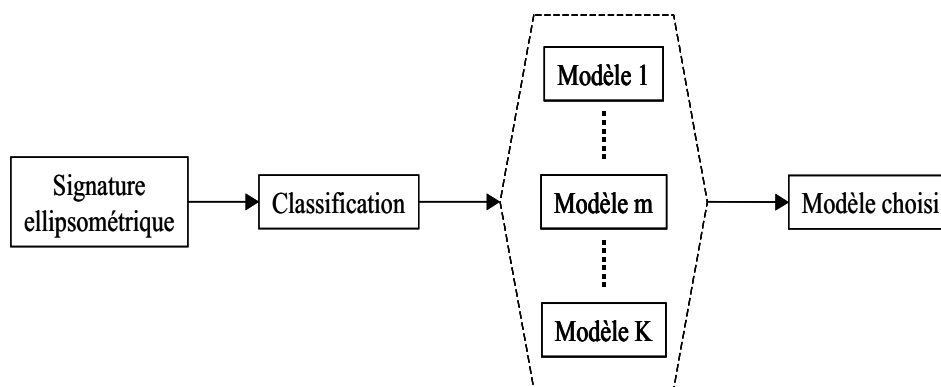 Signature
ellipsométrique
Classification
Modèle 1
Modèle m
Modèle K
Modèle choisi